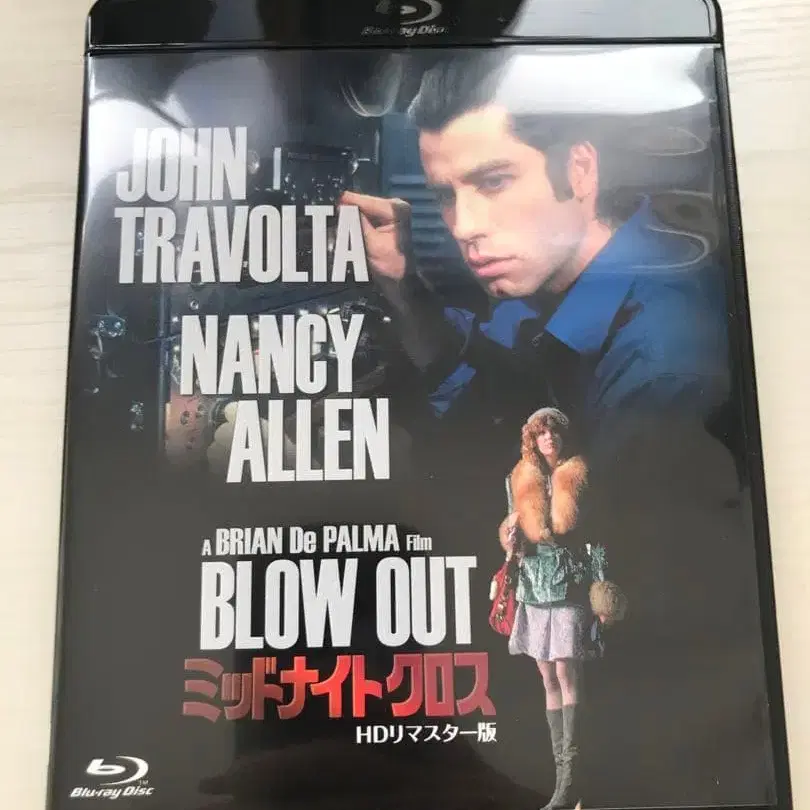 Blu-ray Disc
JOHN
TRAVOLTA
NANCY
ALLEN
A BRIAN De PALMA Film
BLOW OUT
ミッドナイトクロス
HDリマスター版
Blu-ray Disc™